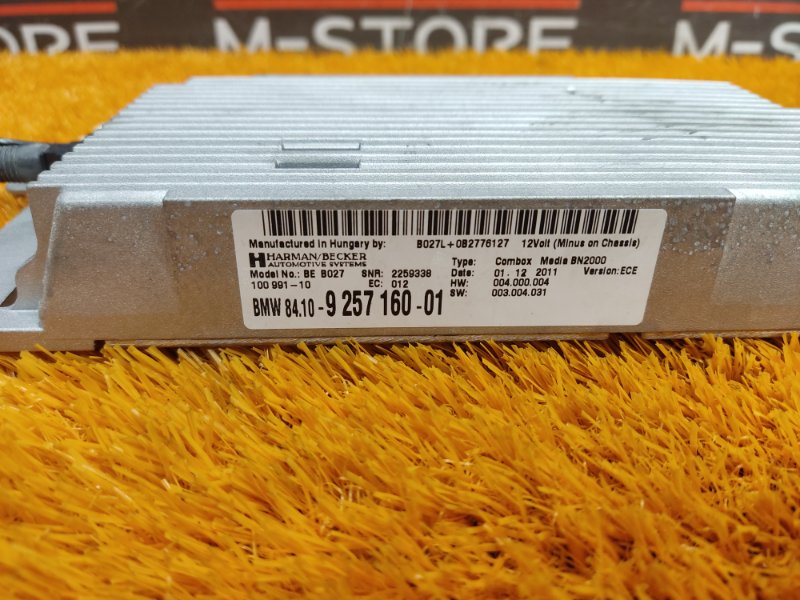 M-STORE
M-STORE
Manufactured in Hungary by: B027L+0B2776127 12Volt (Minus on Chassis)
HARMAN/BECKER Type: Combox Media BN2000
AUTOMOTIVE SYSTEMS
Model No.: BE B027 SNR: 2259338 Date: 01. 12 2011 Version: ECE
100 991-10 EC: 012 HW: 004.000.004
SW: 003.004.031
BMW 84.10-9 257 160-01